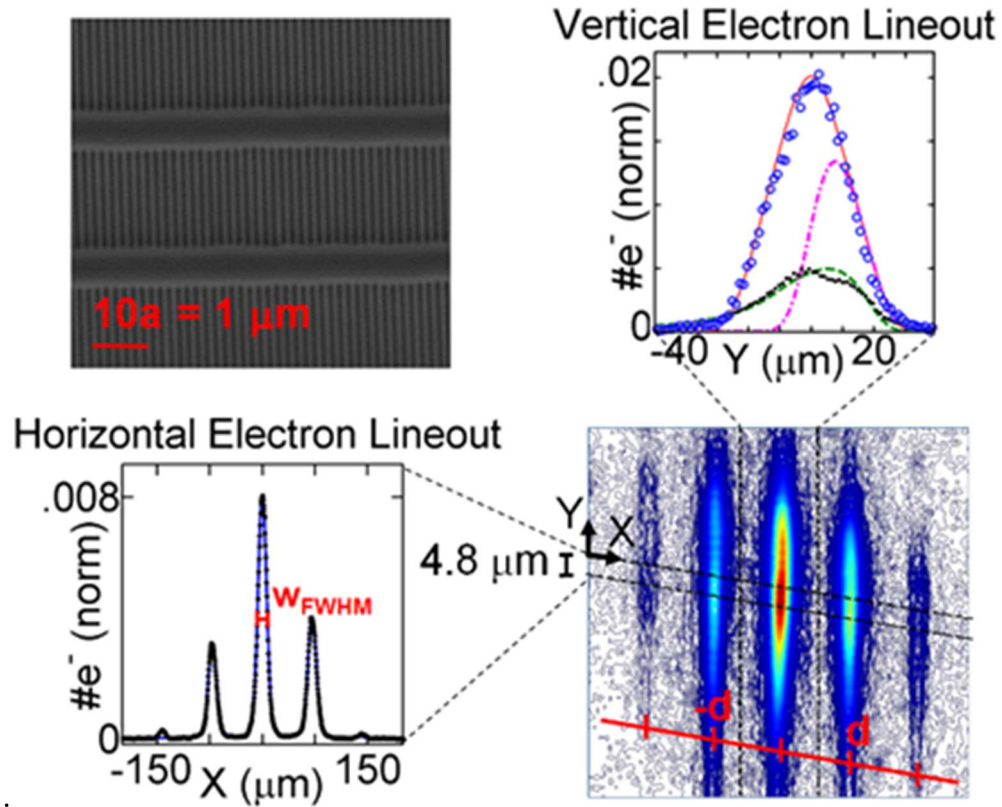 10a = 1 μm
Vertical Electron Lineout
.02
#e⁻ (norm)
0
-40 Y (μm) 20
Horizontal Electron Lineout
.008
#e⁻ (norm)
wFWHM
0
-150 X (μm) 150
Y
X
4.8 μm
-d
d
.